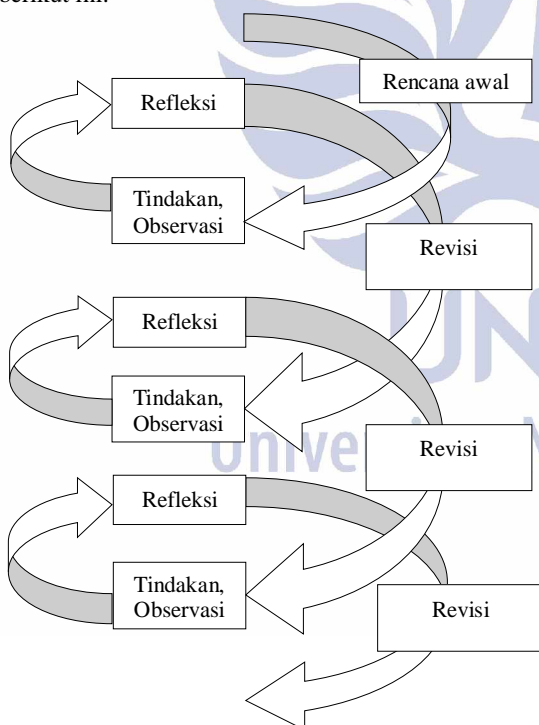 berikut ini:
Rencana awal
Refleksi
Tindakan,
Observasi
Revisi
Refleksi
Tindakan,
Observasi
Revisi
Refleksi
Tindakan,
Observasi
Revisi